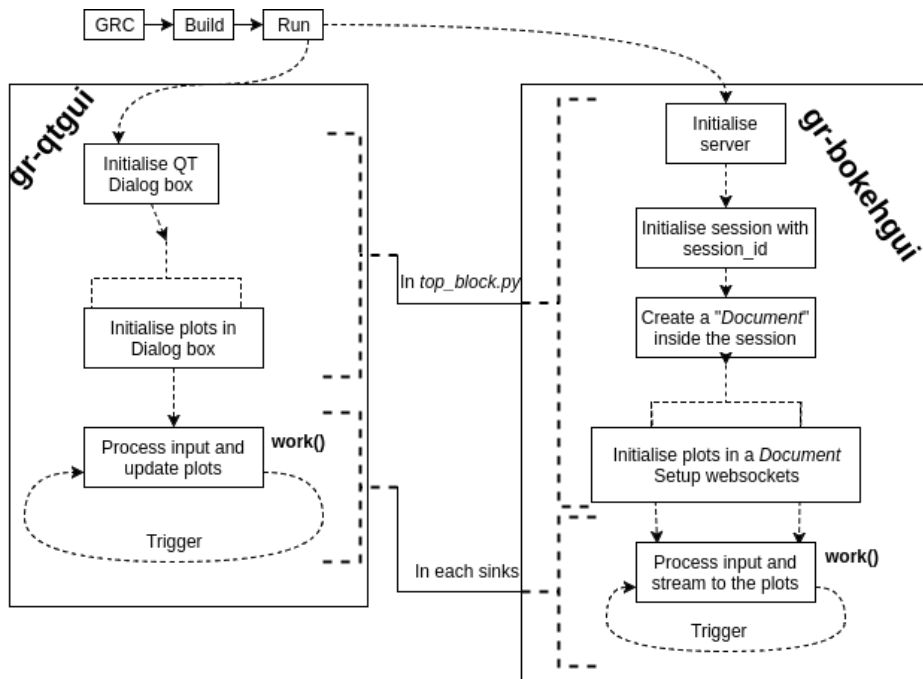 GRC
Build
Run
gr-qtgui
Initialise QT
Dialog box
Initialise plots in
Dialog box
Process input and
update plots
work()
Trigger
In top_block.py
In each sinks
gr-bokehgui
Initialise
server
Initialise session with
session_id
Create a "Document"
inside the session
Initialise plots in a Document
Setup websockets
Process input and
stream to the plots
work()
Trigger